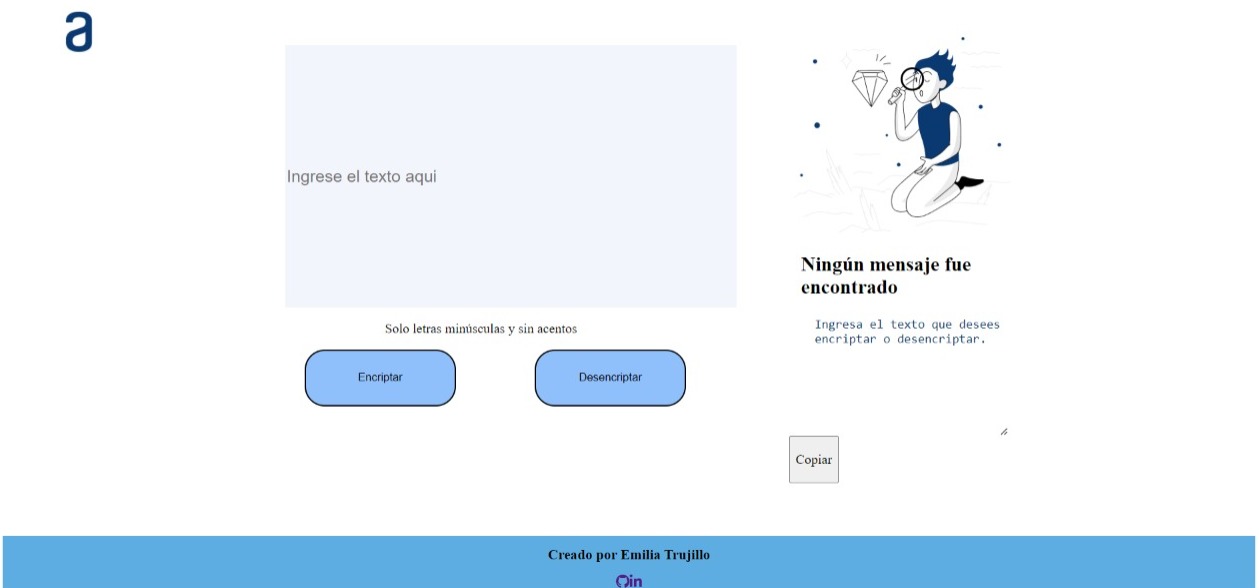 a
Ingrese el texto aqui
Solo letras minúsculas y sin acentos
Encriptar
Desencriptar
Ningún mensaje fue
encontrado
Ingresa el texto que desees
encriptar o desencriptar.
Copiar
Creado por Emilia Trujillo
in